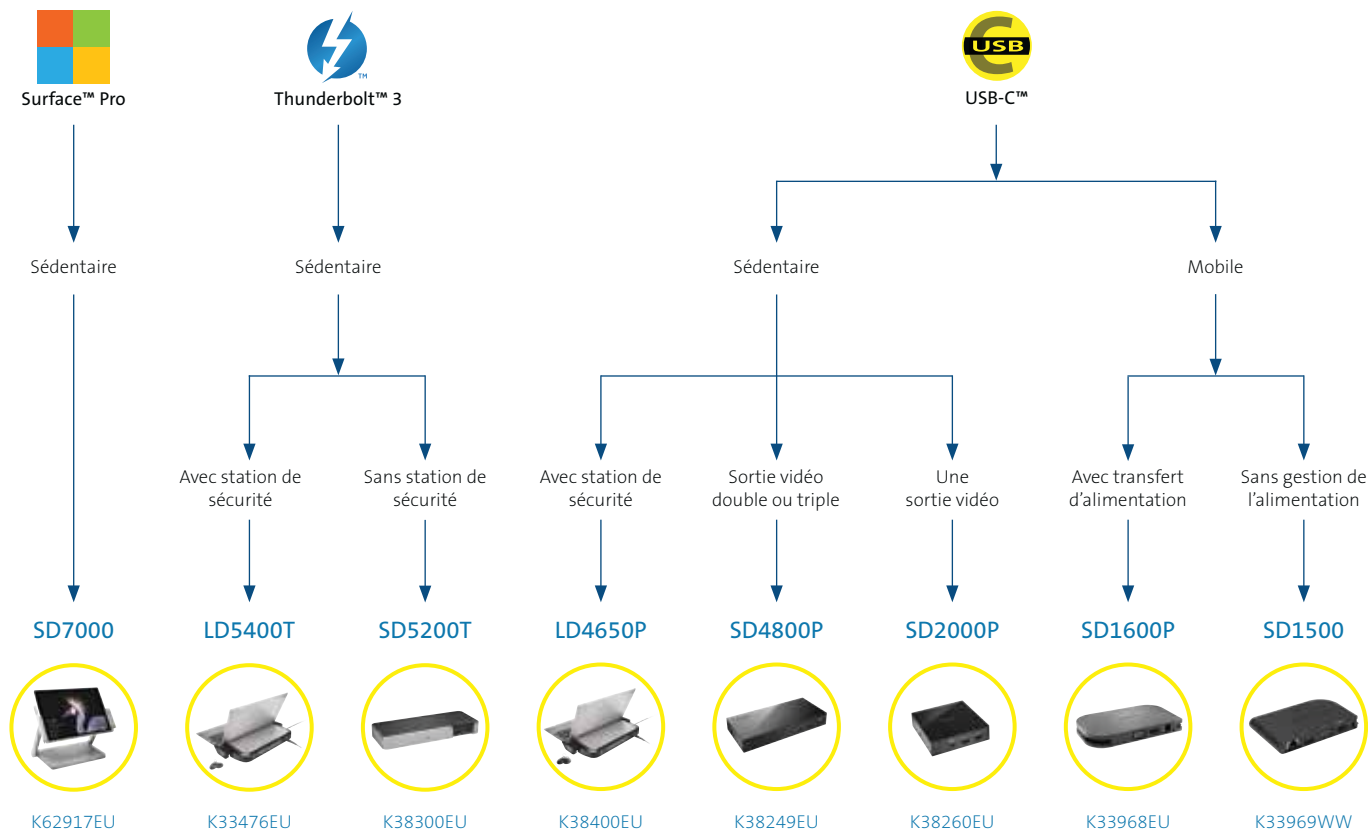 USB
TM
Surface™ Pro
Thunderbolt™ 3
USB-C™
Sédentaire
Sédentaire
Sédentaire
Mobile
Avec station de
sécurité
Sans station de
sécurité
Avec station de
sécurité
Sortie vidéo
double ou triple
Une
sortie vidéo
Avec transfert
d’alimentation
Sans gestion de
l’alimentation
SD7000
LD5400T
SD5200T
LD4650P
SD4800P
SD2000P
SD1600P
SD1500
K62917EU
K33476EU
K38300EU
K38400EU
K38249EU
K38260EU
K33968EU
K33969WW